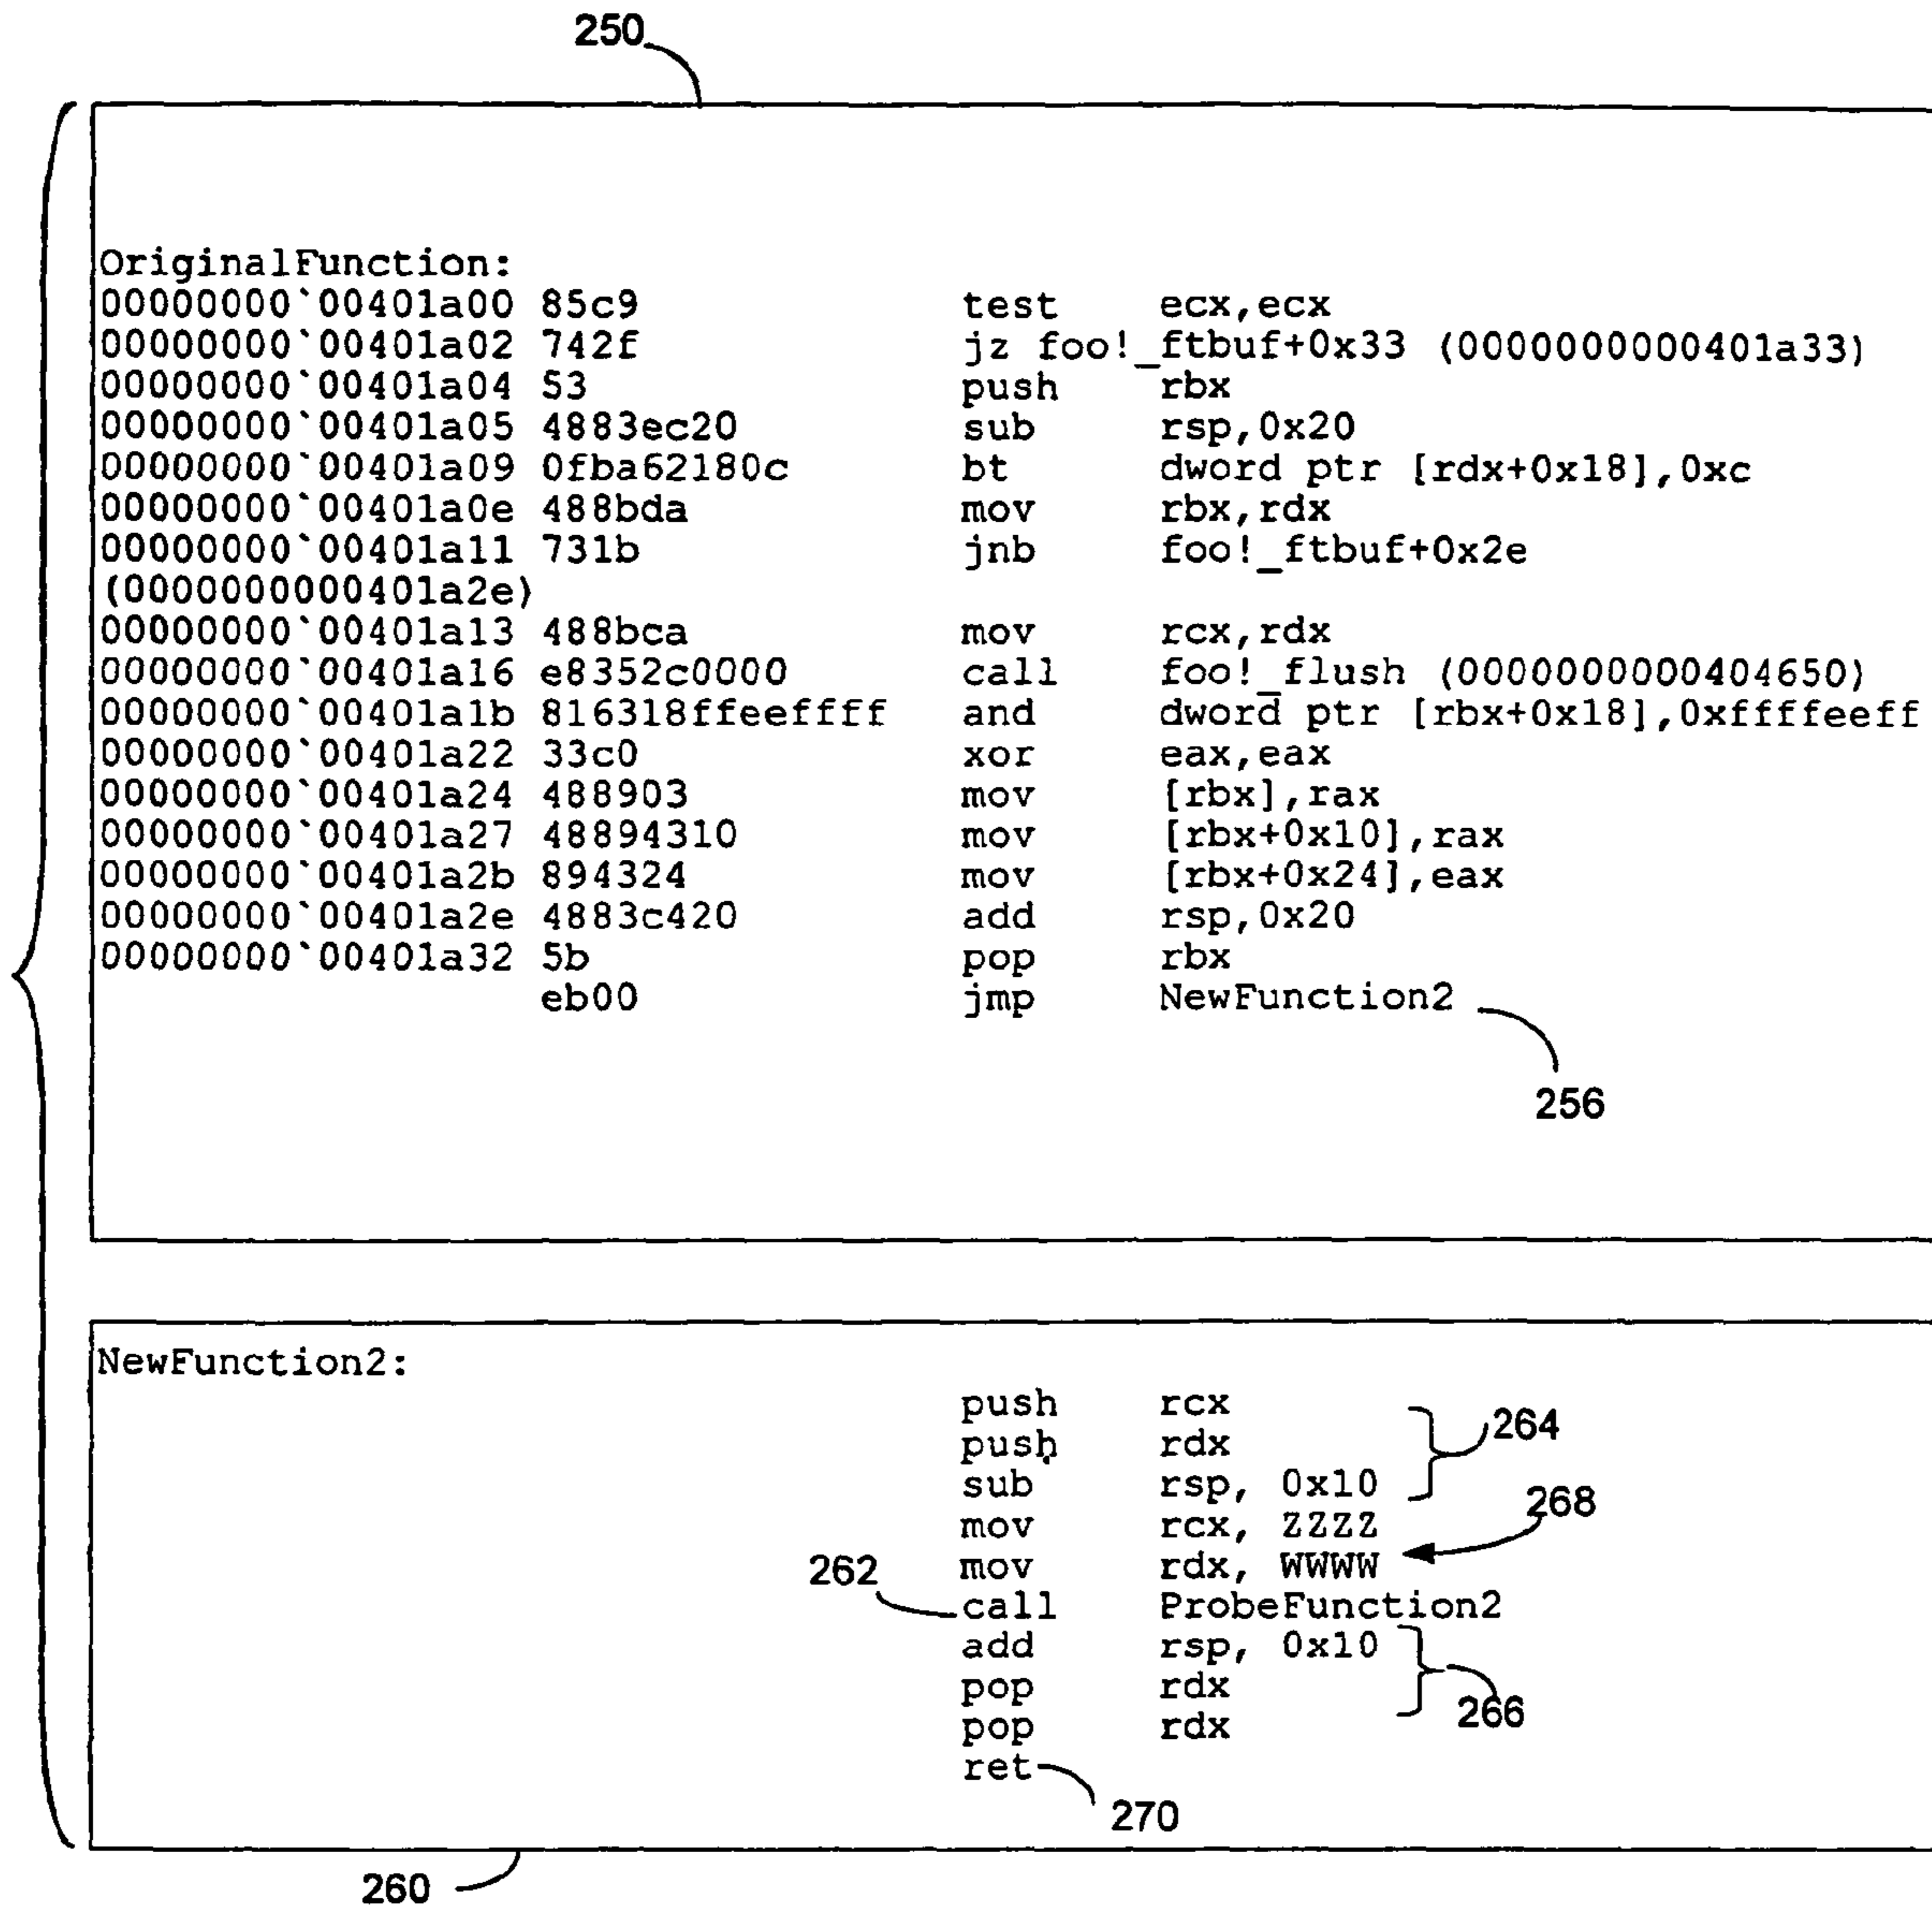 250
OriginalFunction:
00000000`00401a00 85c9 test ecx,ecx
00000000`00401a02 742f jz foo!_ftbuf+0x33 (0000000000401a33)
00000000`00401a04 53 push rbx
00000000`00401a05 4883ec20 sub rsp,0x20
00000000`00401a09 0fba62180c bt dword ptr [rdx+0x18],0xc
00000000`00401a0e 488bda mov rbx,rdx
00000000`00401a11 731b jnb foo!_ftbuf+0x2e
(0000000000401a2e)
00000000`00401a13 488bca mov rcx,rdx
00000000`00401a16 e8352c0000 call foo!_flush (0000000000404650)
00000000`00401a1b 816318ffeeffff and dword ptr [rbx+0x18],0xffffeeff
00000000`00401a22 33c0 xor eax,eax
00000000`00401a24 488903 mov [rbx],rax
00000000`00401a27 48894310 mov [rbx+0x10],rax
00000000`00401a2b 894324 mov [rbx+0x24],eax
00000000`00401a2e 4883c420 add rsp,0x20
00000000`00401a32 5b pop rbx
eb00 jmp NewFunction2
256
NewFunction2:
push rcx
push rdx 264
sub rsp, 0x10
mov rcx, ZZZZ 268
262 mov rdx, WWWW
call ProbeFunction2
add rsp, 0x10
pop rdx 266
pop rdx
ret
270
260